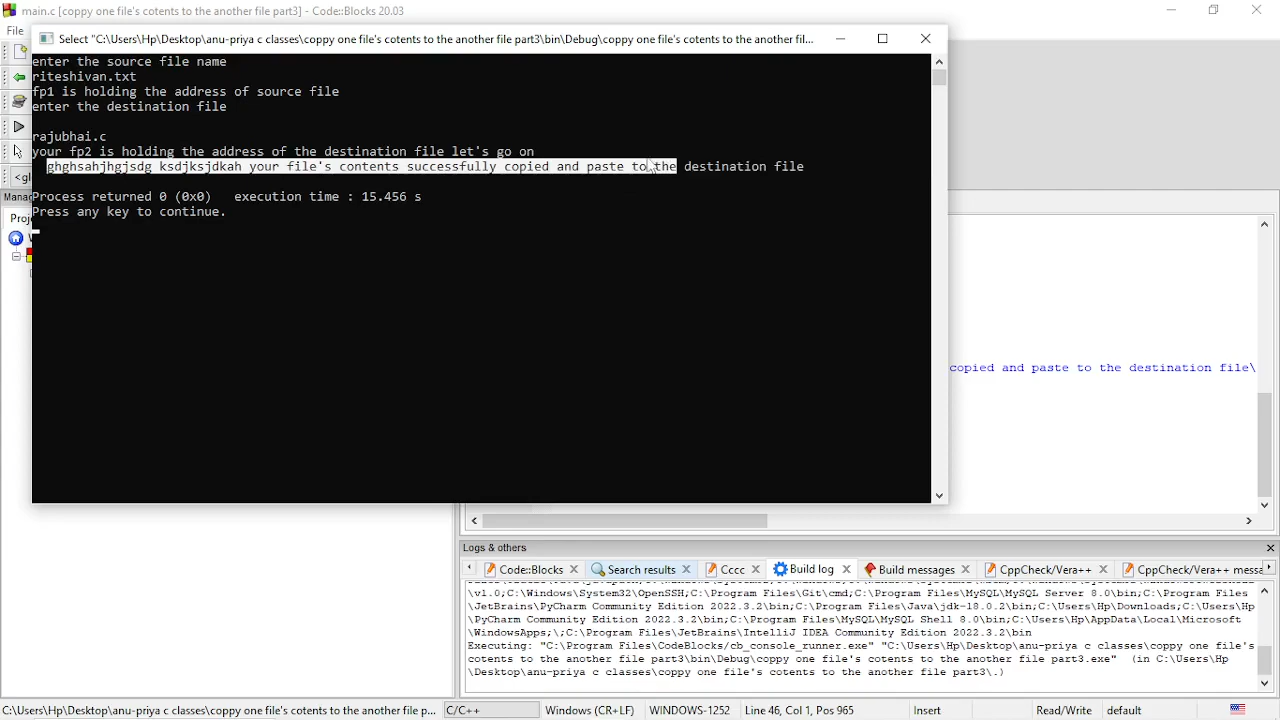 main.c [coppy one file's cotents to the another file part3] - Code::Blocks 20.03
File
Select "C:\Users\Hp\Desktop\anu-priya c classes\coppy one file's cotents to the another file part3\bin\Debug\coppy one file's cotents to the another fil...
enter the source file name
riteshivan.txt
fp1 is holding the address of source file
enter the destination file
rajubhai.c
your fp2 is holding the address of the destination file let's go on
ghghsahjhgjsdg ksdjksjdkah your file's contents successfully copied and paste to the destination file
Process returned 0 (0x0)   execution time : 15.456 s
Press any key to continue.
<gl
Manag
Proj
copied and paste to the destination file\
Logs & others
Code::Blocks
Search results
Cccc
Build log
Build messages
CppCheck/Vera++
CppCheck/Vera++ messa
\v1.0;C:\Windows\System32\OpenSSH;C:\Program Files\Git\cmd;C:\Program Files\MySQL\MySQL Server 8.0\bin;C:\Program Files
\JetBrains\PyCharm Community Edition 2022.3.2\bin;C:\Program Files\Java\jdk-18.0.2\bin;C:\Users\Hp\Downloads;C:\Users\Hp
\PyCharm Community Edition 2022.3.2\bin;C:\Program Files\MySQL\MySQL Shell 8.0\bin;C:\Users\Hp\AppData\Local\Microsoft
\WindowsApps;\;C:\Program Files\JetBrains\IntelliJ IDEA Community Edition 2022.3.2\bin
Executing: "C:\Program Files\CodeBlocks/cb_console_runner.exe" "C:\Users\Hp\Desktop\anu-priya c classes\coppy one file's
cotents to the another file part3\bin\Debug\coppy one file's cotents to the another file part3.exe"  (in C:\Users\Hp
\Desktop\anu-priya c classes\coppy one file's cotents to the another file part3\.)
C:\Users\Hp\Desktop\anu-priya c classes\coppy one file's cotents to the another file p...
C/C++
Windows (CR+LF)
WINDOWS-1252
Line 46, Col 1, Pos 965
Insert
Read/Write
default